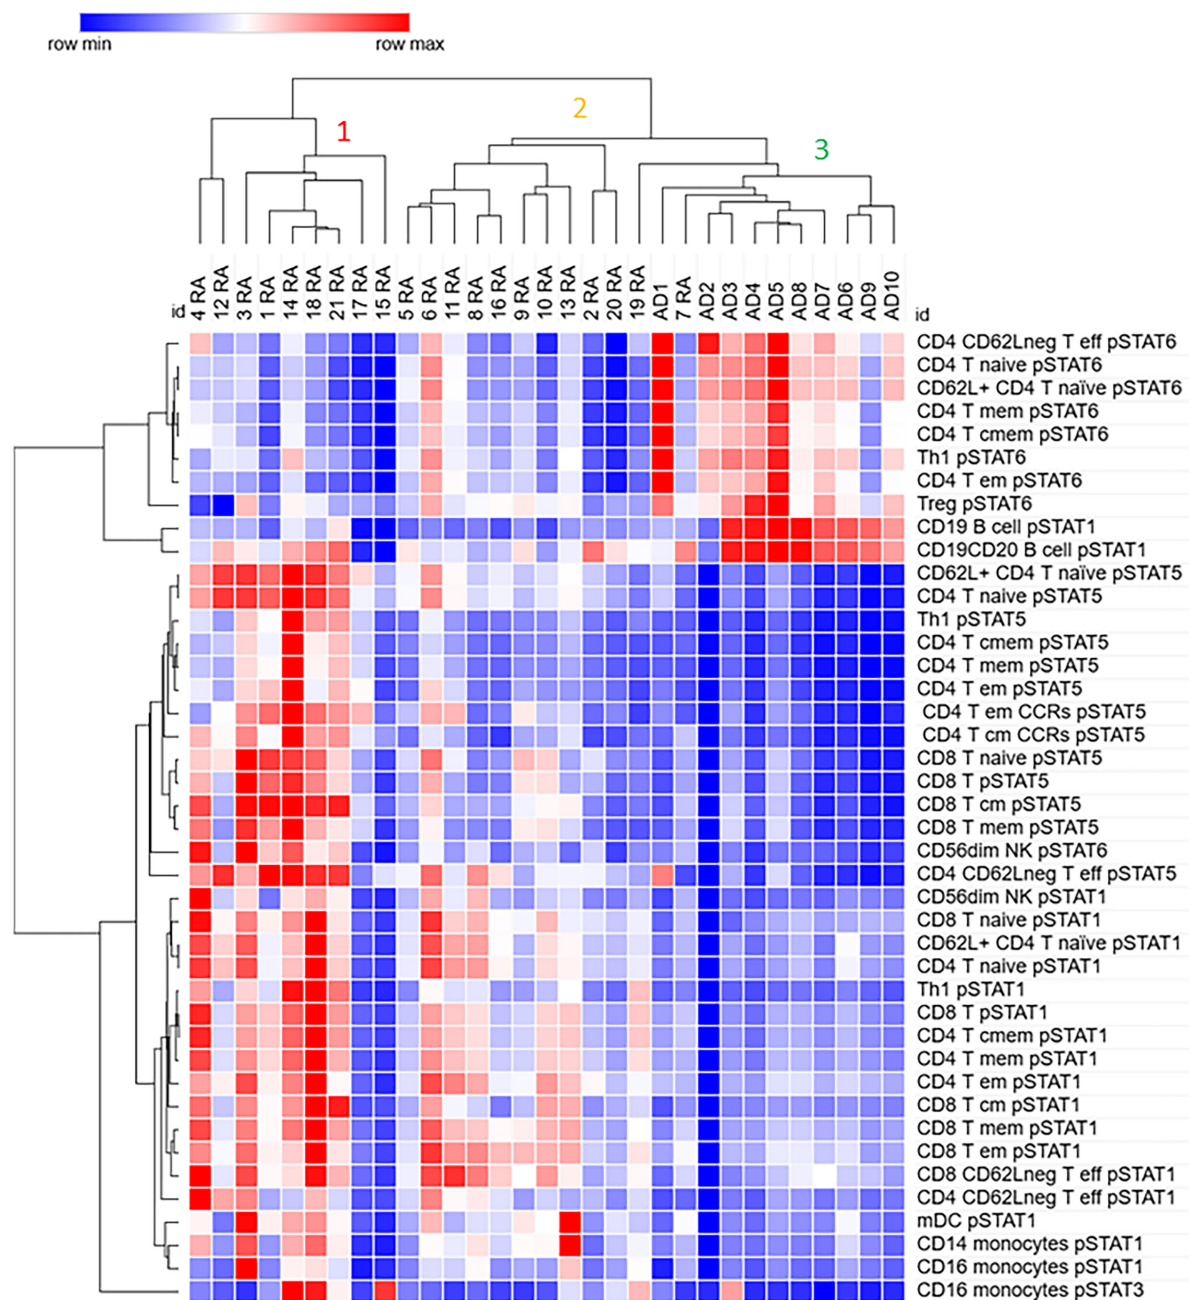 row min row max
1
2
3
id 4 RA 12 RA 3 RA 1 RA 14 RA 18 RA 21 RA 17 RA 15 RA 5 RA 6 RA 11 RA 8 RA 16 RA 9 RA 10 RA 13 RA 2 RA 20 RA 19 RA AD1 7 RA AD2 AD3 AD4 AD5 AD8 AD7 AD6 AD9 AD10 id
CD4 CD62Lneg T eff pSTAT6
CD4 T naive pSTAT6
CD62L+ CD4 T naïve pSTAT6
CD4 T mem pSTAT6
CD4 T cmem pSTAT6
Th1 pSTAT6
CD4 T em pSTAT6
Treg pSTAT6
CD19 B cell pSTAT1
CD19CD20 B cell pSTAT1
CD62L+ CD4 T naïve pSTAT5
CD4 T naive pSTAT5
Th1 pSTAT5
CD4 T cmem pSTAT5
CD4 T mem pSTAT5
CD4 T em pSTAT5
CD4 T em CCRs pSTAT5
CD4 T cm CCRs pSTAT5
CD8 T naive pSTAT5
CD8 T pSTAT5
CD8 T cm pSTAT5
CD8 T mem pSTAT5
CD56dim NK pSTAT6
CD4 CD62Lneg T eff pSTAT5
CD56dim NK pSTAT1
CD8 T naive pSTAT1
CD62L+ CD4 T naïve pSTAT1
CD4 T naive pSTAT1
Th1 pSTAT1
CD8 T pSTAT1
CD4 T cmem pSTAT1
CD4 T mem pSTAT1
CD4 T em pSTAT1
CD8 T cm pSTAT1
CD8 T mem pSTAT1
CD8 T em pSTAT1
CD8 CD62Lneg T eff pSTAT1
CD4 CD62Lneg T eff pSTAT1
mDC pSTAT1
CD14 monocytes pSTAT1
CD16 monocytes pSTAT1
CD16 monocytes pSTAT3